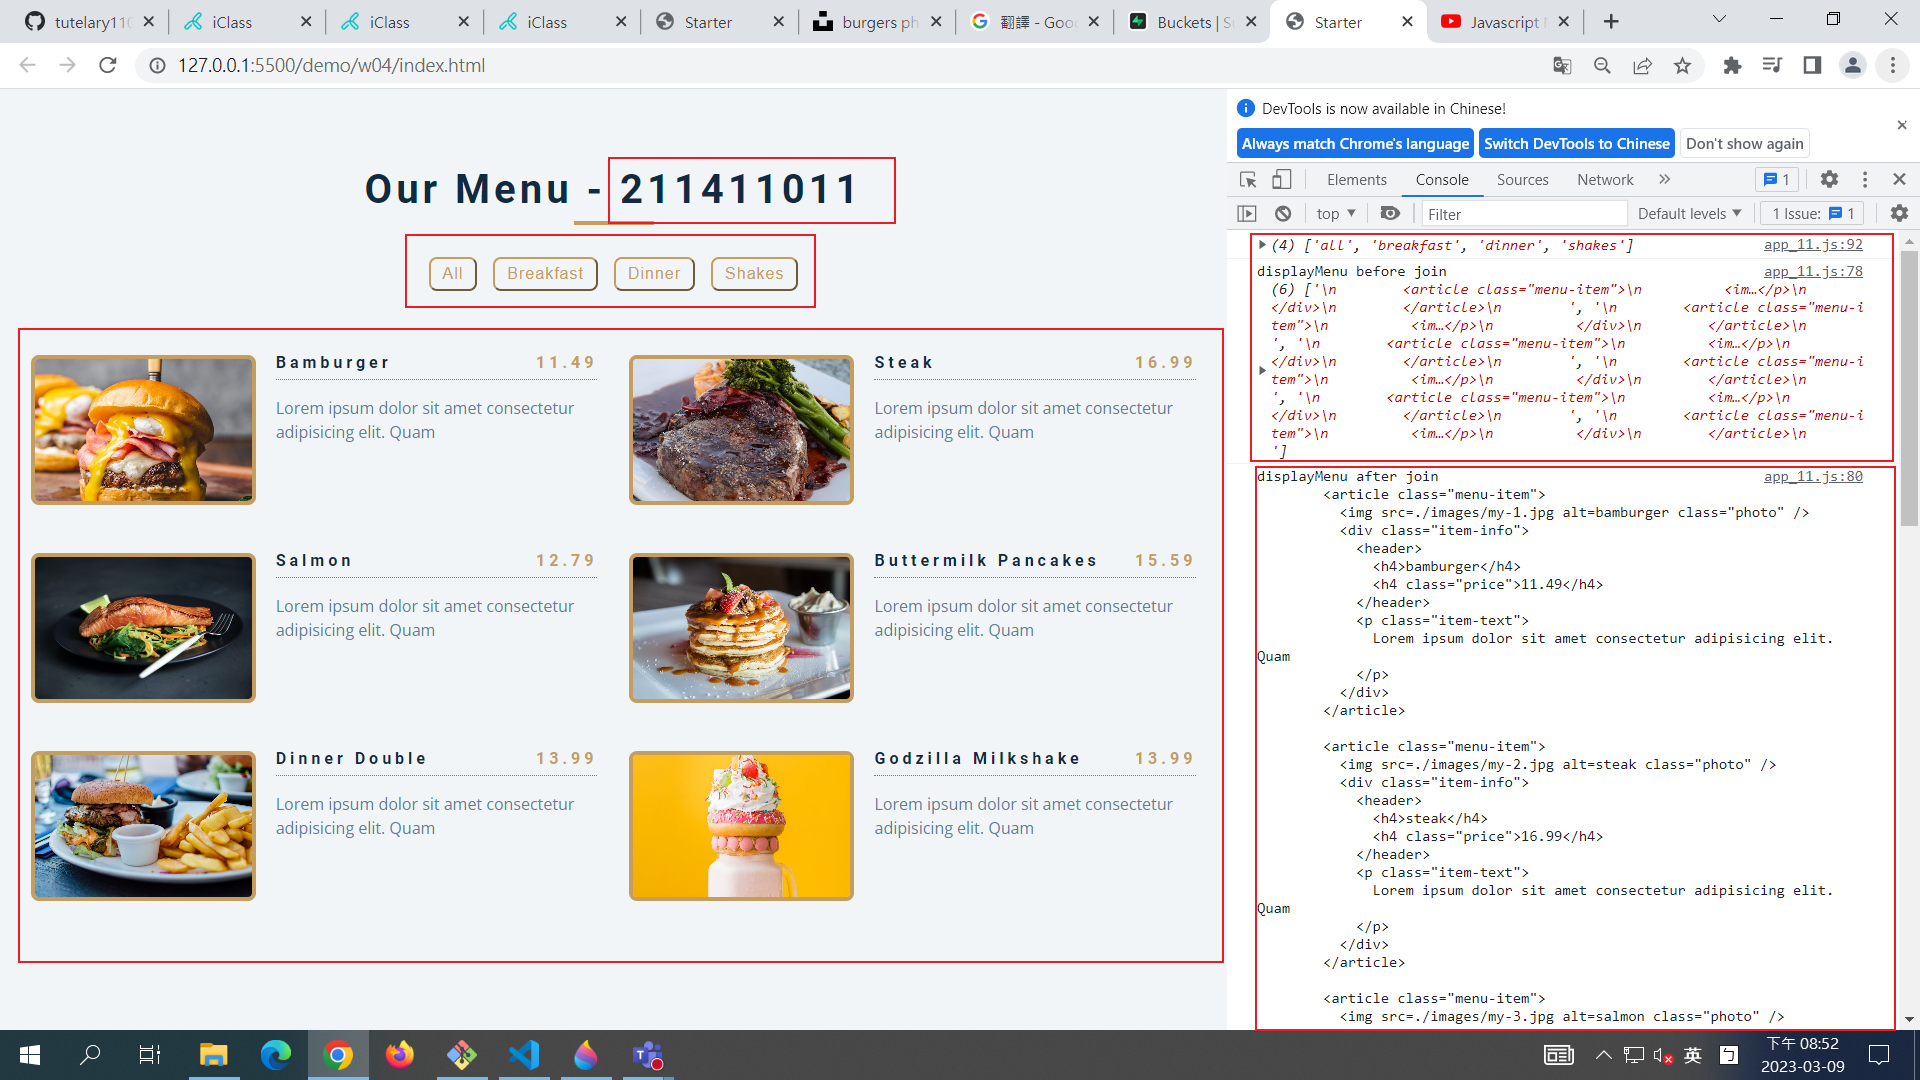 tutelary110
iClass
iClass
iClass
Starter
burgers ph
翻譯 - Goog
Buckets | Su
Starter
Javascript
127.0.0.1:5500/demo/w04/index.html
Our Menu - 211411011
All
Breakfast
Dinner
Shakes
Bamburger 11.49
Lorem ipsum dolor sit amet consectetur
adipisicing elit. Quam
Steak 16.99
Lorem ipsum dolor sit amet consectetur
adipisicing elit. Quam
Salmon 12.79
Lorem ipsum dolor sit amet consectetur
adipisicing elit. Quam
Buttermilk Pancakes 15.59
Lorem ipsum dolor sit amet consectetur
adipisicing elit. Quam
Dinner Double 13.99
Lorem ipsum dolor sit amet consectetur
adipisicing elit. Quam
Godzilla Milkshake 13.99
Lorem ipsum dolor sit amet consectetur
adipisicing elit. Quam
DevTools is now available in Chinese!
Always match Chrome's language
Switch DevTools to Chinese
Don't show again
Elements
Console
Sources
Network
1
top
Filter
Default levels
1 Issue: 1
(4) ['all', 'breakfast', 'dinner', 'shakes'] app_11.js:92
displayMenu before join app_11.js:78
(6) ['\n <article class="menu-item">\n <im…</p>\n
</div>\n </article>\n ', '\n <article class="menu-i
tem">\n <im…</p>\n </div>\n </article>\n
', '\n <article class="menu-item">\n <im…</p>\n
</div>\n </article>\n ', '\n <article class="menu-i
tem">\n <im…</p>\n </div>\n </article>\n
', '\n <article class="menu-item">\n <im…</p>\n
</div>\n </article>\n ', '\n <article class="menu-i
tem">\n <im…</p>\n </div>\n </article>\n
']
displayMenu after join app_11.js:80
<article class="menu-item">
<img src=./images/my-1.jpg alt=bamburger class="photo" />
<div class="item-info">
<header>
<h4>bamburger</h4>
<h4 class="price">11.49</h4>
</header>
<p class="item-text">
Lorem ipsum dolor sit amet consectetur adipisicing elit.
Quam
</p>
</div>
</article>
<article class="menu-item">
<img src=./images/my-2.jpg alt=steak class="photo" />
<div class="item-info">
<header>
<h4>steak</h4>
<h4 class="price">16.99</h4>
</header>
<p class="item-text">
Lorem ipsum dolor sit amet consectetur adipisicing elit.
Quam
</p>
</div>
</article>
<article class="menu-item">
<img src=./images/my-3.jpg alt=salmon class="photo" />
英
ㄅ
下午 08:52
2023-03-09